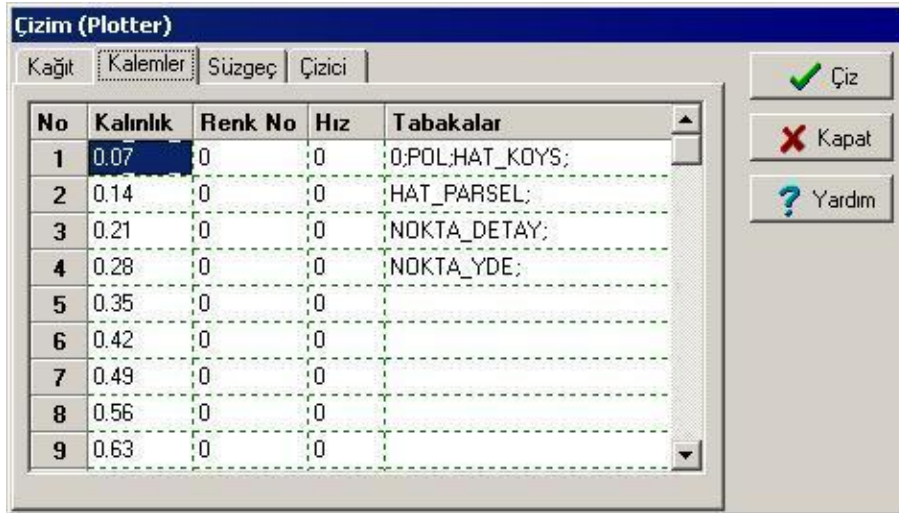 Çizim (Plotter)
Kağıt Kalemler Süzgeç Çizici
No Kalınlık Renk No Hız Tabakalar
1 0.07 0 0 0;POL;HAT_KOYS;
2 0.14 0 0 HAT_PARSEL;
3 0.21 0 0 NOKTA_DETAY;
4 0.28 0 0 NOKTA_YDE;
5 0.35 0 0
6 0.42 0 0
7 0.49 0 0
8 0.56 0 0
9 0.63 0 0
Çiz
Kapat
? Yardım